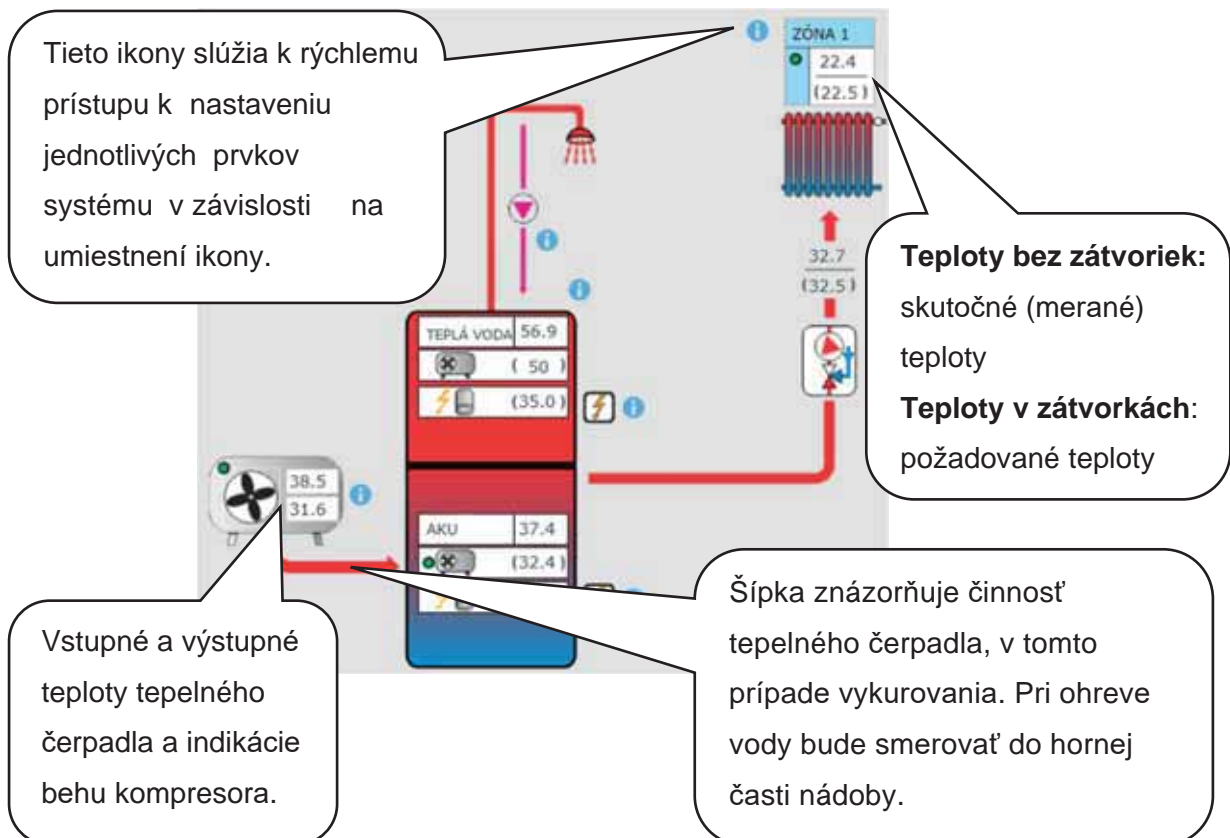 Tieto ikony slúžia k rýchlemu
prístupu k nastaveniu
jednotlivých prvkov
systému v závislosti na
umiestnení ikony.
ZÓNA 1
22.4
(22.5)
32.7
(32.5)
Teploty bez zátvoriek:
skutočné (merané)
teploty
Teploty v zátvorkách:
požadované teploty
TEPLÁ VODA 56.9
( 50 )
(35.0)
38.5
31.6
AKU 37.4
(32.4)
Vstupné a výstupné
teploty tepelného
čerpadla a indikácie
behu kompresora.
Šípka znázorňuje činnosť
tepelného čerpadla, v tomto
prípade vykurovania. Pri ohreve
vody bude smerovať do hornej
časti nádoby.